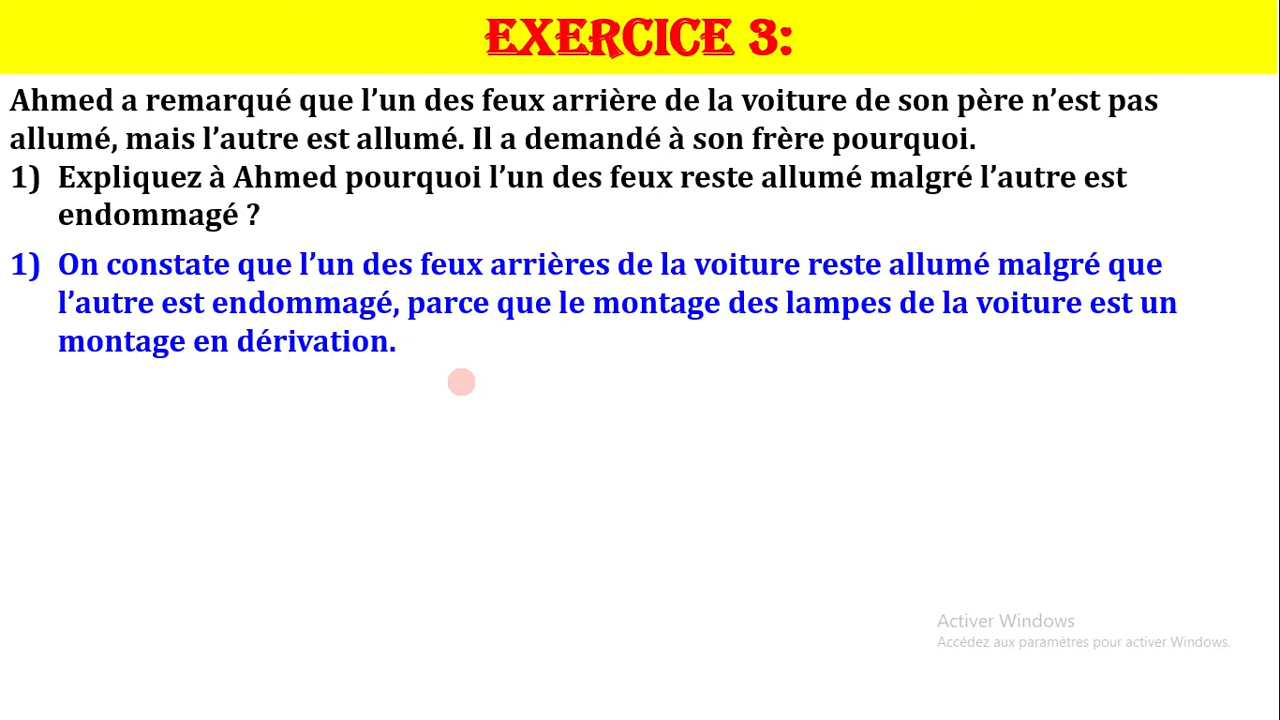 EXERCICE 3:
Ahmed a remarqué que l’un des feux arrière de la voiture de son père n’est pas
allumé, mais l’autre est allumé. Il a demandé à son frère pourquoi.
1) Expliquez à Ahmed pourquoi l’un des feux reste allumé malgré l’autre est
endommagé ?
1) On constate que l’un des feux arrières de la voiture reste allumé malgré que
l’autre est endommagé, parce que le montage des lampes de la voiture est un
montage en dérivation.
Activer Windows
Accédez aux paramètres pour activer Windows.